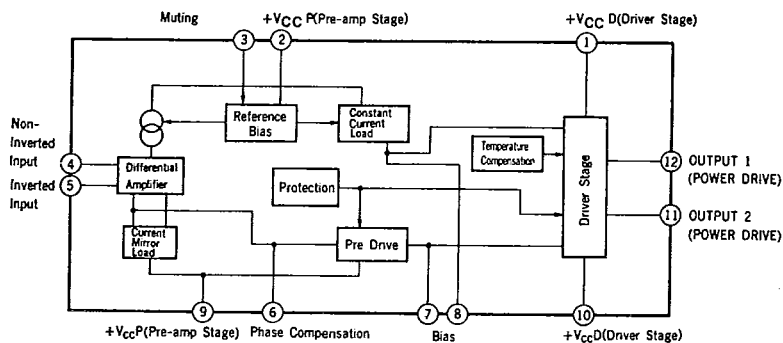 Muting
+VCC P(Pre-amp Stage)
+VCC D(Driver Stage)
3
2
1
Reference
Bias
Constant
Current
Load
Non-
Inverted
Input
4
Inverted
Input
5
Differential
Amplifier
Temperature
Compensation
Driver Stage
12
OUTPUT 1
(POWER DRIVE)
11
OUTPUT 2
(POWER DRIVE)
Protection
Current
Mirror
Load
Pre Drive
9
6
7
8
10
+VCCP(Pre-amp Stage)
Phase Compensation
Bias
+VCCD(Driver Stage)